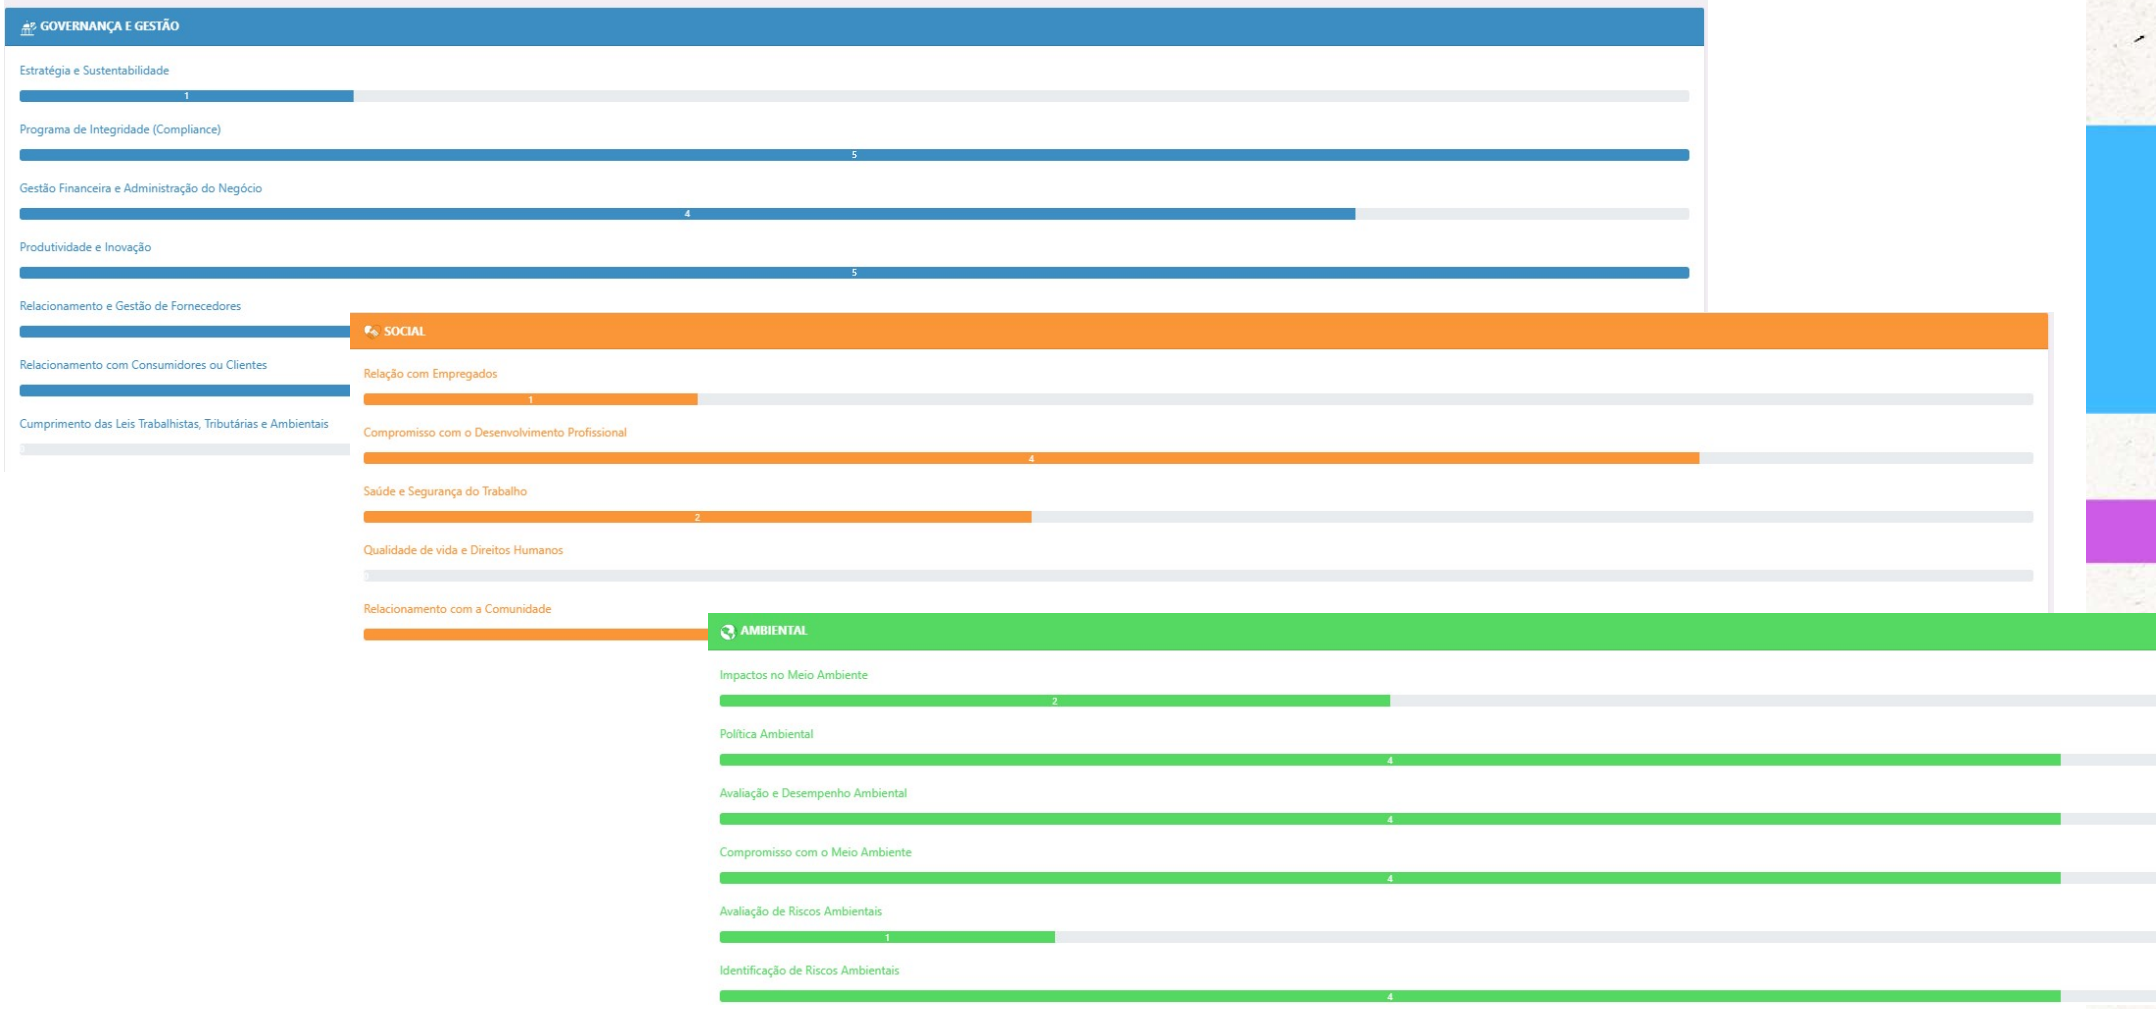 GOVERNANÇA E GESTÃO
Estratégia e Sustentabilidade
1
Programa de Integridade (Compliance)
5
Gestão Financeira e Administração do Negócio
4
Produtividade e Inovação
5
Relacionamento e Gestão de Fornecedores
Relacionamento com Consumidores ou Clientes
Cumprimento das Leis Trabalhistas, Tributárias e Ambientais
SOCIAL
Relação com Empregados
1
Compromisso com o Desenvolvimento Profissional
4
Saúde e Segurança do Trabalho
2
Qualidade de vida e Direitos Humanos
Relacionamento com a Comunidade
AMBIENTAL
Impactos no Meio Ambiente
2
Política Ambiental
4
Avaliação e Desempenho Ambiental
4
Compromisso com o Meio Ambiente
4
Avaliação de Riscos Ambientais
1
Identificação de Riscos Ambientais
4